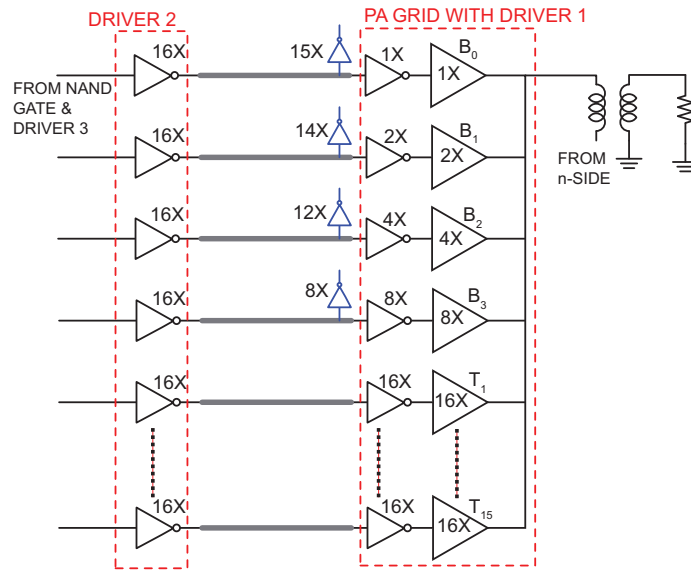 DRIVER 2
PA GRID WITH DRIVER 1
16X
15X
1X
1X
B0
FROM NAND
GATE &
DRIVER 3
16X
14X
2X
2X
B1
FROM
n-SIDE
16X
12X
4X
4X
B2
16X
8X
8X
8X
B3
16X
16X
16X
T1
16X
16X
16X
T15